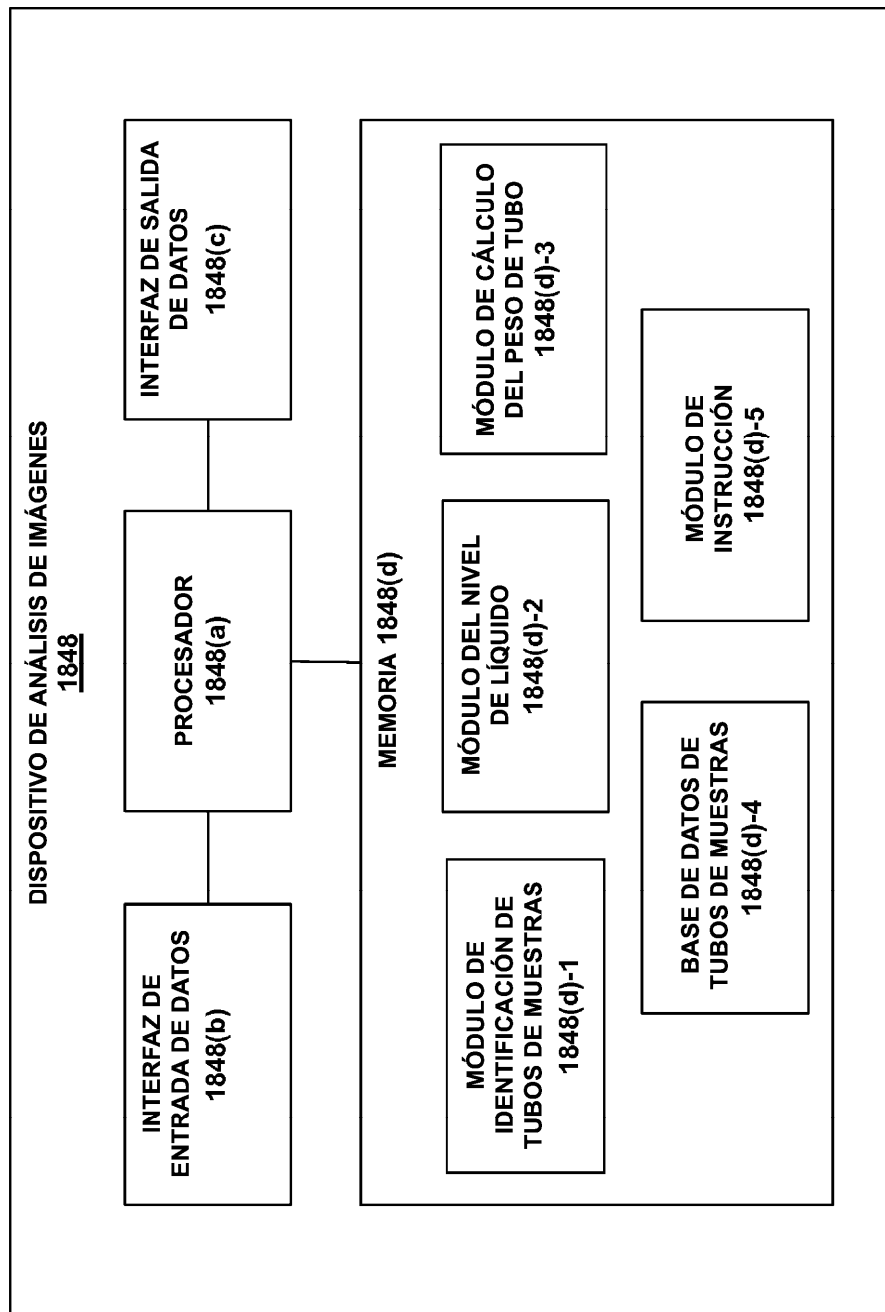 DISPOSITIVO DE ANÁLISIS DE IMÁGENES
1848
INTERFAZ DE
ENTRADA DE DATOS
1848(b)
PROCESADOR
1848(a)
INTERFAZ DE SALIDA
DE DATOS
1848(c)
MEMORIA 1848(d)
MÓDULO DE
IDENTIFICACIÓN DE
TUBOS DE MUESTRAS
1848(d)-1
MÓDULO DEL NIVEL
DE LÍQUIDO
1848(d)-2
MÓDULO DE CÁLCULO
DEL PESO DE TUBO
1848(d)-3
BASE DE DATOS DE
TUBOS DE MUESTRAS
1848(d)-4
MÓDULO DE
INSTRUCCIÓN
1848(d)-5